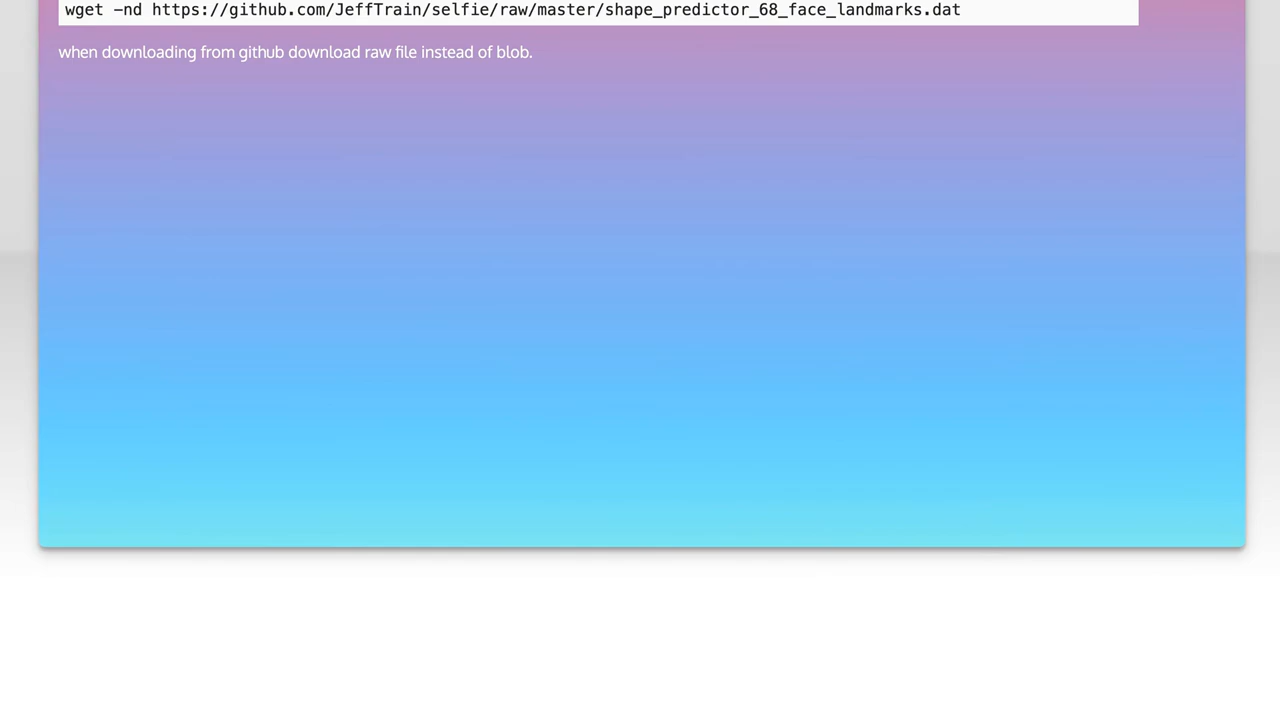 wget -nd https://github.com/JeffTrain/selfie/raw/master/shape_predictor_68_face_landmarks.dat
when downloading from github download raw file instead of blob.